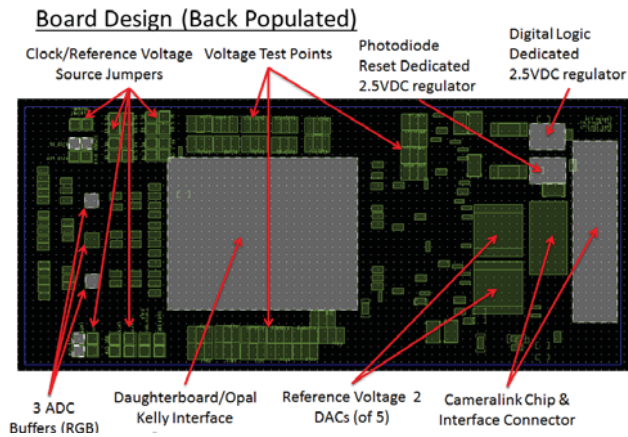 Board Design (Back Populated)
Clock/Reference Voltage
Source Jumpers
Voltage Test Points
Photodiode
Reset Dedicated
2.5VDC regulator
Digital Logic
Dedicated
2.5VDC regulator
3 ADC
Buffers (RGB)
Daughterboard/Opal
Kelly Interface
Reference Voltage 2
DACs (of 5)
Cameralink Chip &
Interface Connector